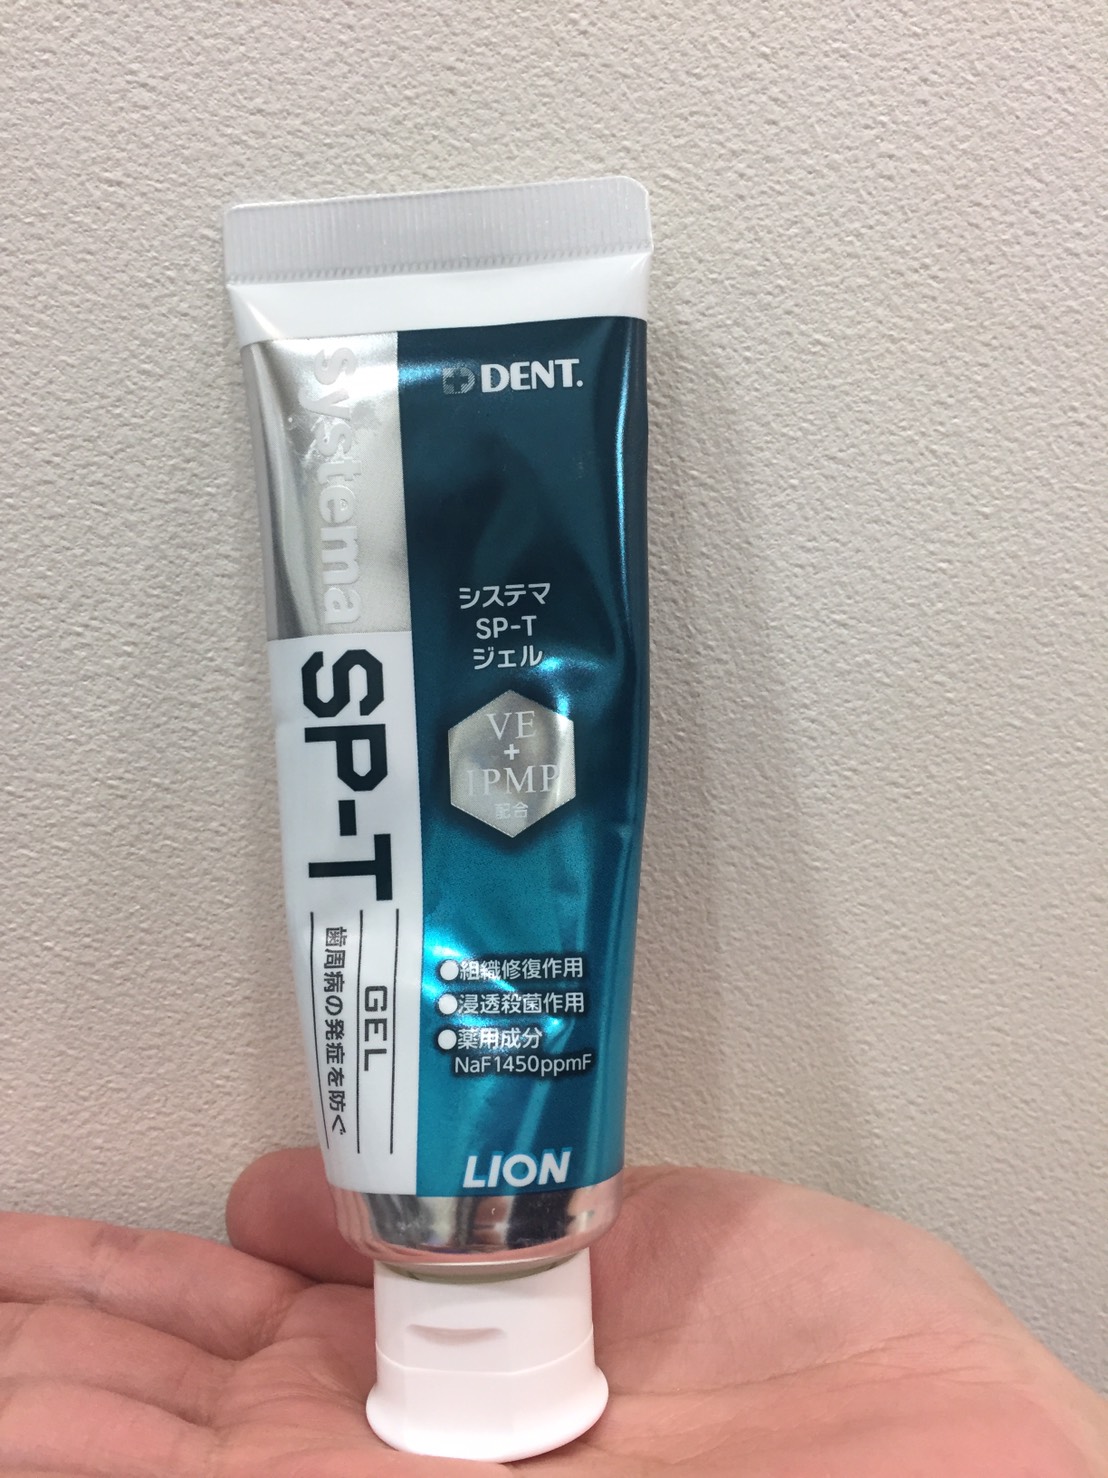 DENT.
systema
SP-T
GEL
歯周病の発症を防ぐ
システマ
SP-T
ジェル
VE
+
IPMP
配合
●組織修復作用
●浸透殺菌作用
●薬用成分
NaF1450ppmF
LION